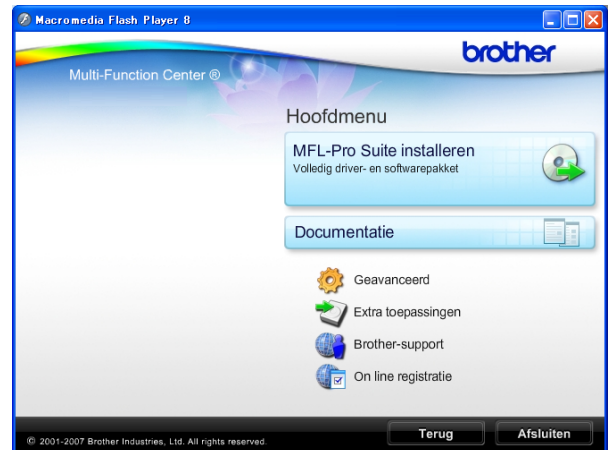 Macromedia Flash Player 8
brother
Multi-Function Center ®
Hoofdmenu
MFL-Pro Suite installeren
Volledig driver- en softwarepakket
Documentatie
Geavanceerd
Extra toepassingen
Brother-support
On line registratie
© 2001-2007 Brother Industries, Ltd. All rights reserved.
Terug
Afsluiten